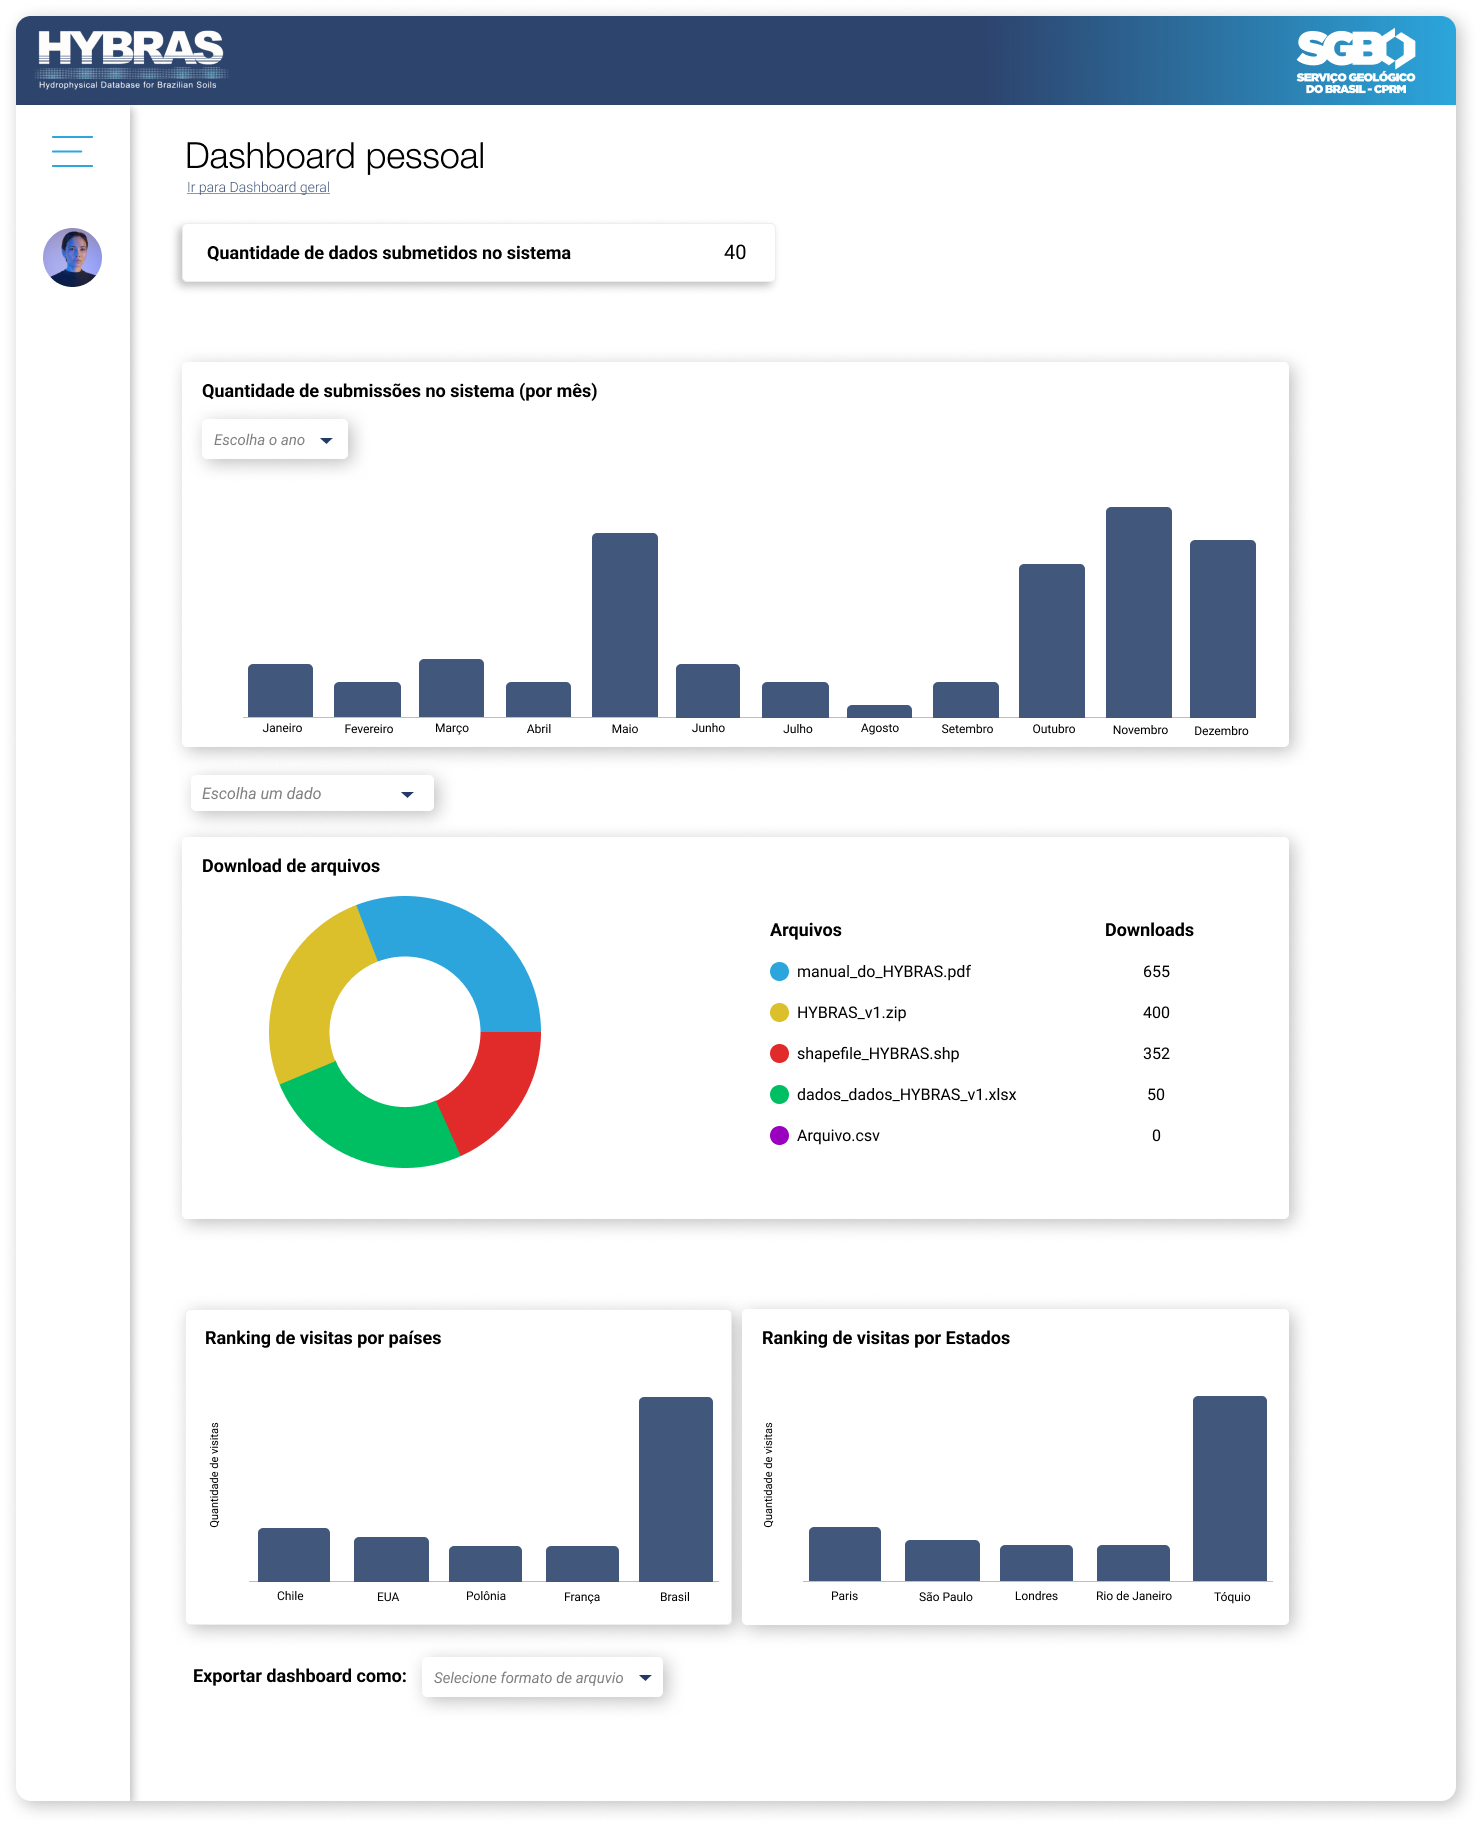 HYBRAS
Hydrophysical Database for Brazilian Soils
SGB
SERVIÇO GEOLÓGICO
DO BRASIL - CPRM
Dashboard pessoal
Ir para Dashboard geral
Quantidade de dados submetidos no sistema 40
Quantidade de submissões no sistema (por mês)
Escolha o ano
Janeiro Fevereiro Março Abril Maio Junho Julho Agosto Setembro Outubro Novembro Dezembro
Escolha um dado
Download de arquivos
Arquivos Downloads
manual_do_HYBRAS.pdf 655
HYBRAS_v1.zip 400
shapefile_HYBRAS.shp 352
dados_dados_HYBRAS_v1.xlsx 50
Arquivo.csv 0
Ranking de visitas por países
Quantidade de visitas
Chile EUA Polônia França Brasil
Ranking de visitas por Estados
Quantidade de visitas
Paris São Paulo Londres Rio de Janeiro Tóquio
Exportar dashboard como: Selecione formato de arquvio